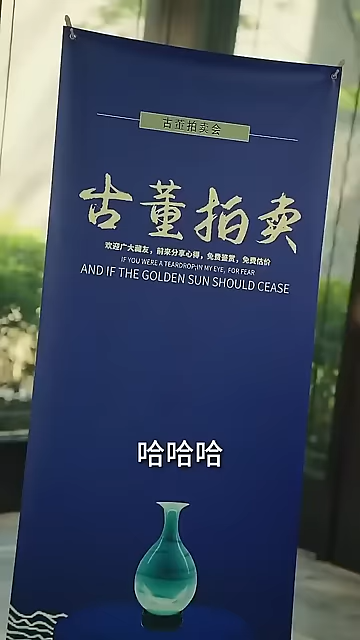 古董拍卖会
古董拍卖
欢迎广大藏友，前来分享心得，免费鉴赏，免费估价
IF YOU WERE A TEARDROP;IN MY EYE, FOR FEAR
AND IF THE GOLDEN SUN SHOULD CEASE
哈哈哈